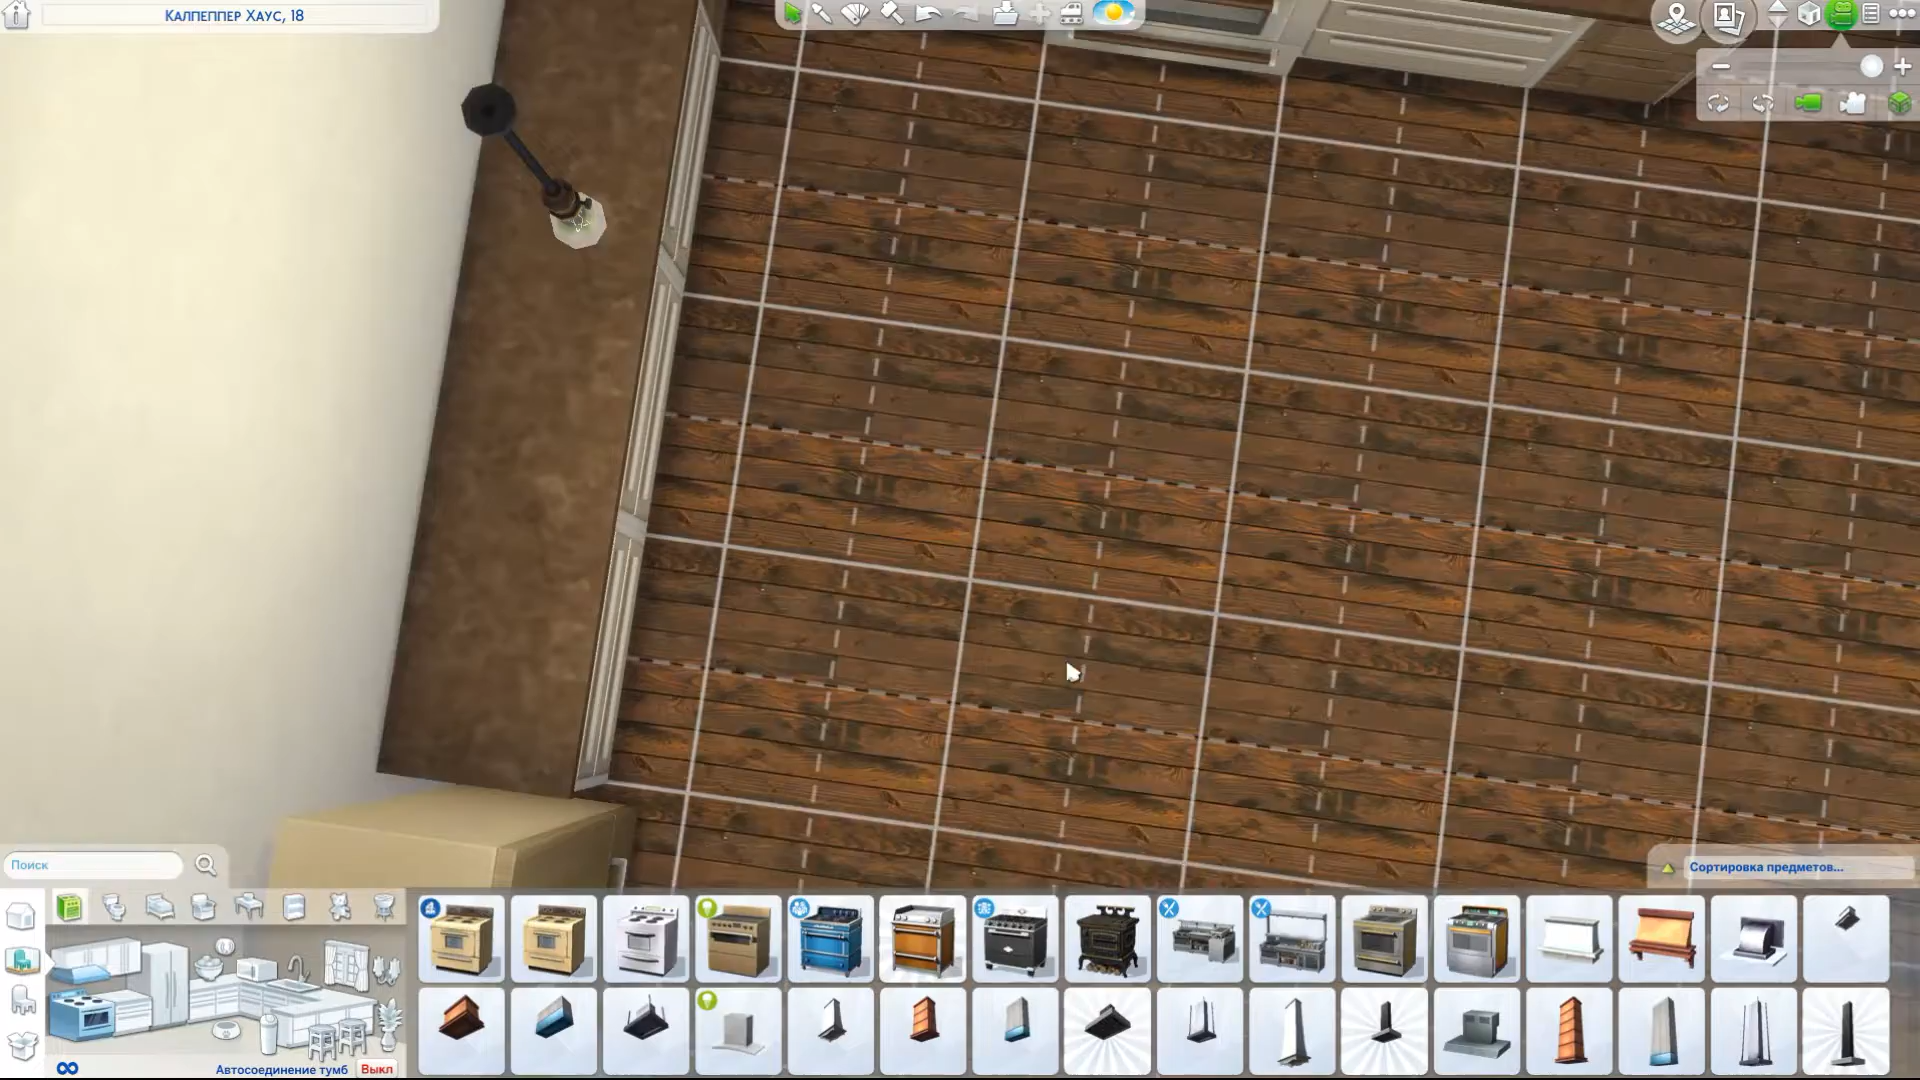 Калпеппер Хаус, 18
Поиск
Сортировка предметов...
Автосоединение тумб Выкл